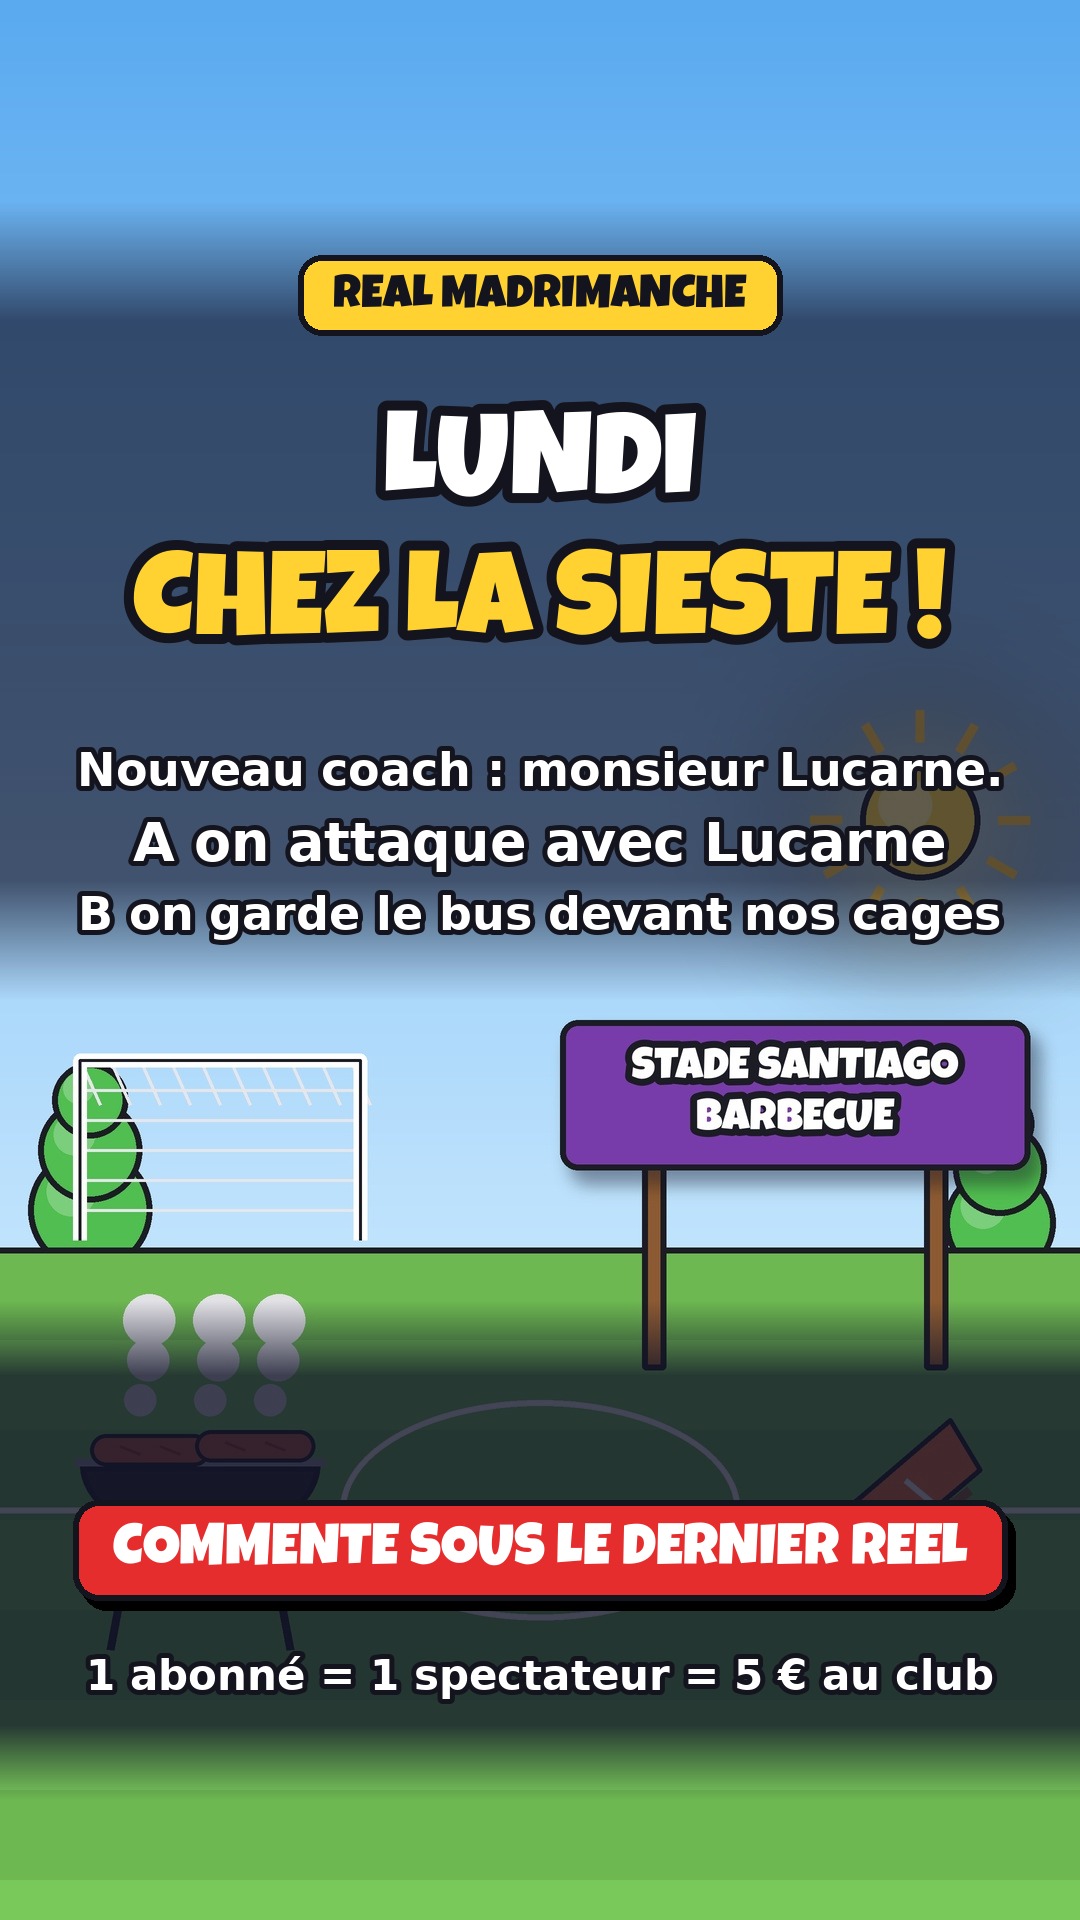 REAL MADRIMANCHE
LUNDI
CHEZ LA SIESTE !
Nouveau coach : monsieur Lucarne.
A on attaque avec Lucarne
B on garde le bus devant nos cages
STADE SANTIAGO
BARBECUE
COMMENTE SOUS LE DERNIER REEL
1 abonné = 1 spectateur = 5 € au club